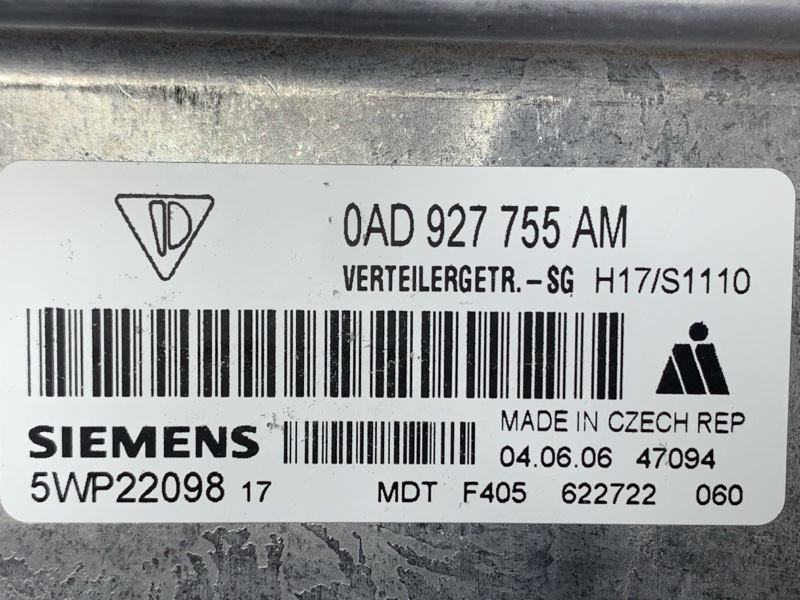 0AD 927 755 AM
VERTEILERGETR.-SG H17/S1110
SIEMENS
MADE IN CZECH REP
04.06.06 47094
5WP22098 17 MDT F405 622722 060